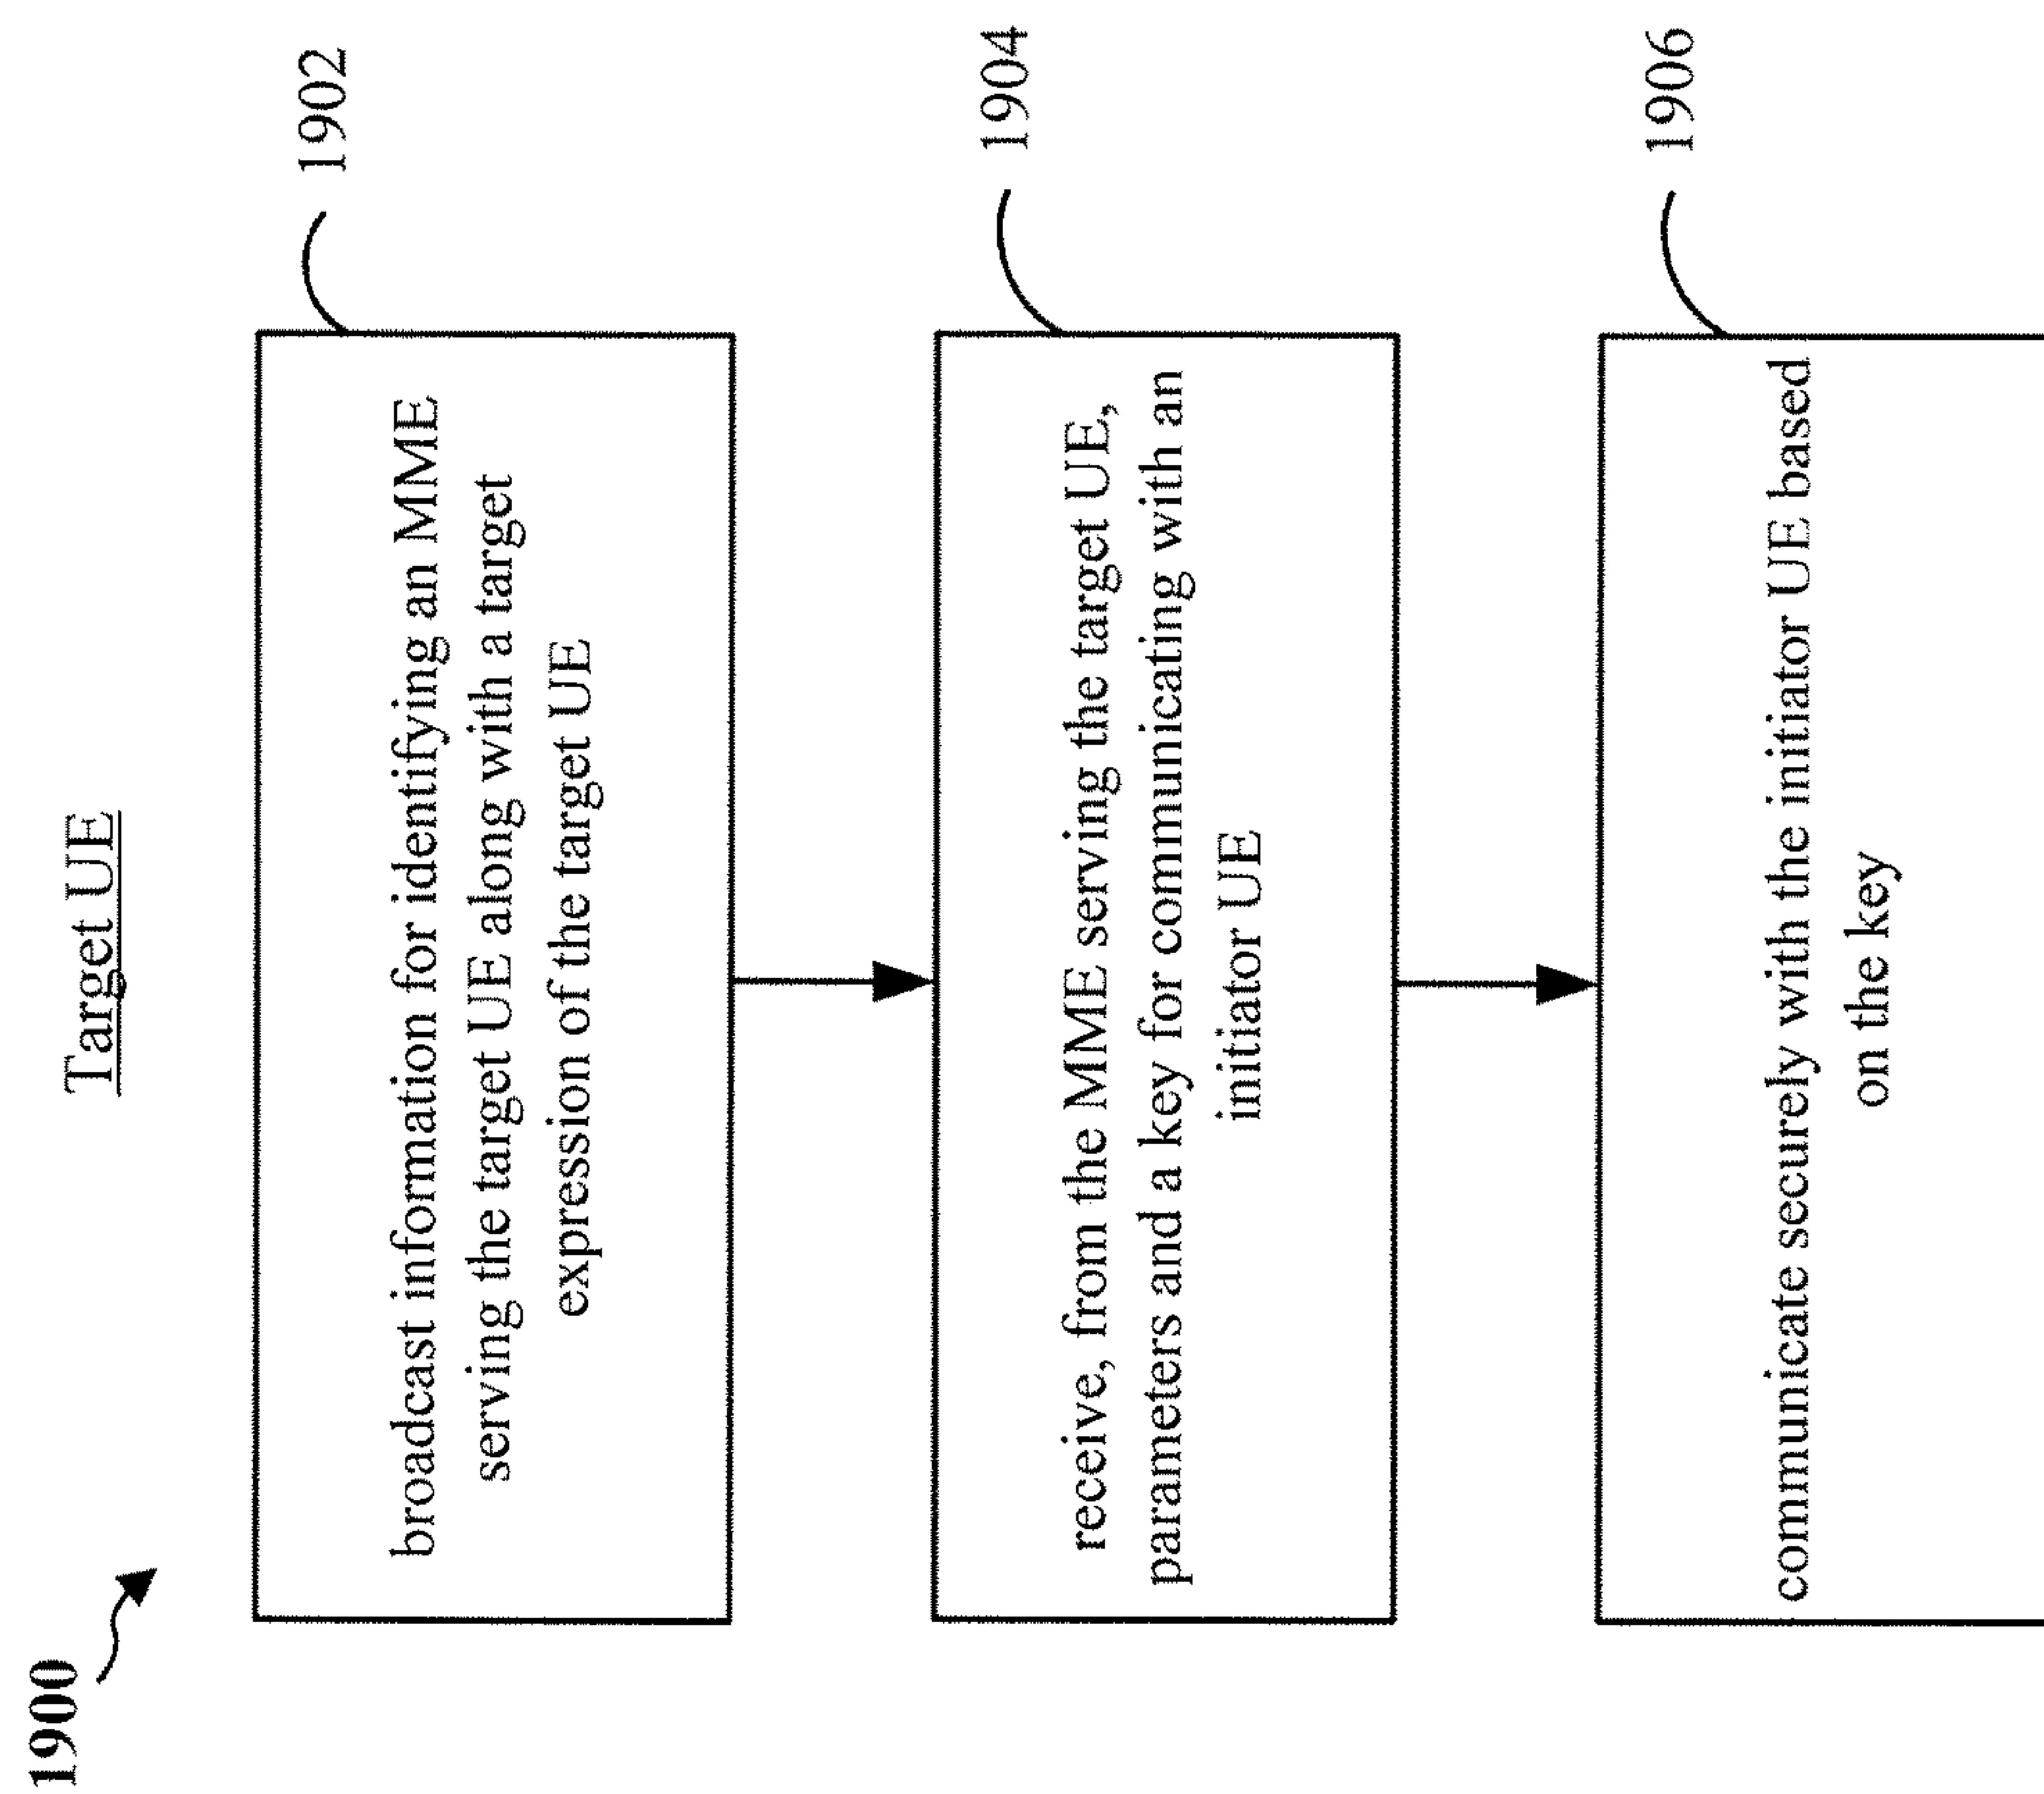 1900
Target UE
1902
broadcast information for identifying an MME
serving the target UE along with a target
expression of the target UE
1904
receive, from the MME serving the target UE,
parameters and a key for communicating with an
initiator UE
1906
communicate securely with the initiator UE based
on the key